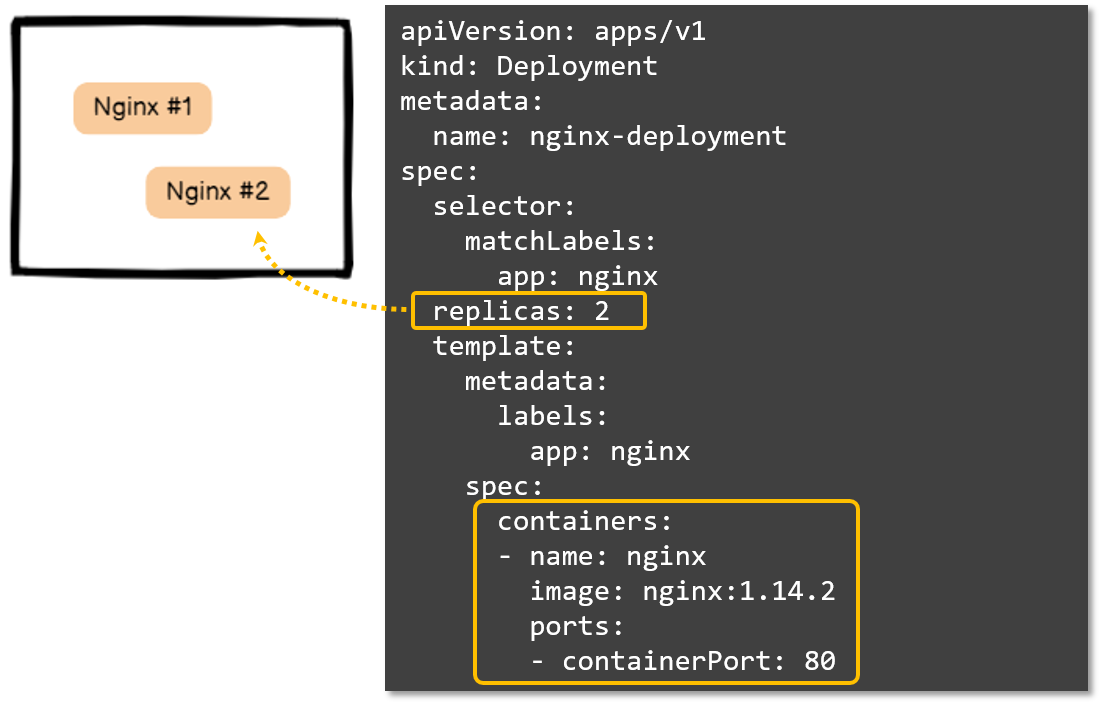 Nginx #1
Nginx #2
apiVersion: apps/v1
kind: Deployment
metadata:
  name: nginx-deployment
spec:
  selector:
    matchLabels:
      app: nginx
  replicas: 2
  template:
    metadata:
      labels:
        app: nginx
    spec:
      containers:
      - name: nginx
        image: nginx:1.14.2
        ports:
        - containerPort: 80